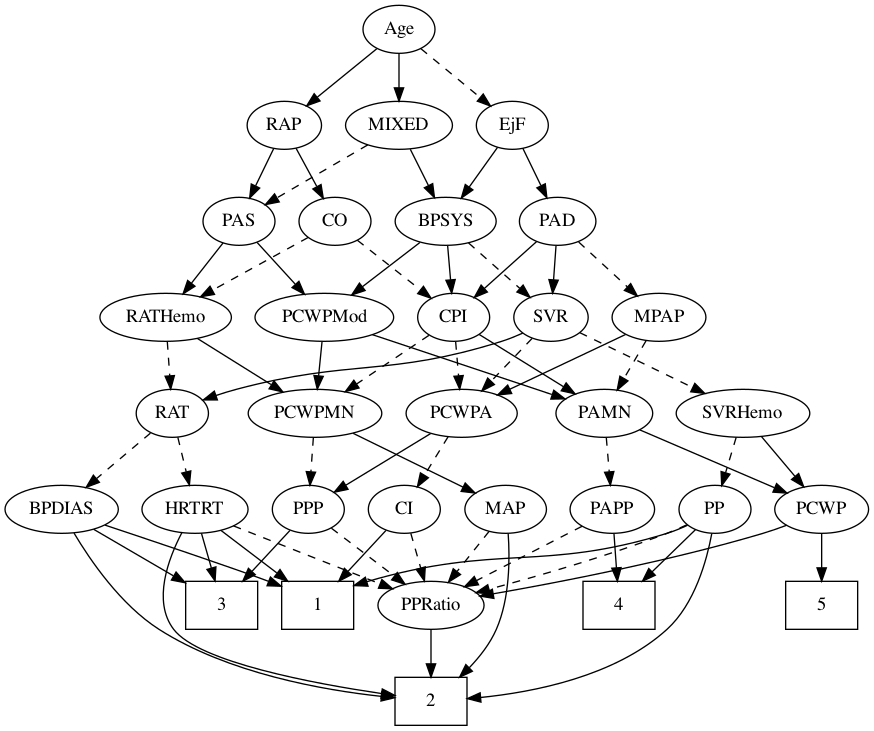 Age
RAP
MIXED
EjF
PAS
CO
BPSYS
PAD
RATHemo
PCWPMod
CPI
SVR
MPAP
RAT
PCWPMN
PCWPA
PAMN
SVRHemo
BPDIAS
HRTRT
PPP
CI
MAP
PAPP
PP
PCWP
3
1
PPRatio
4
5
2